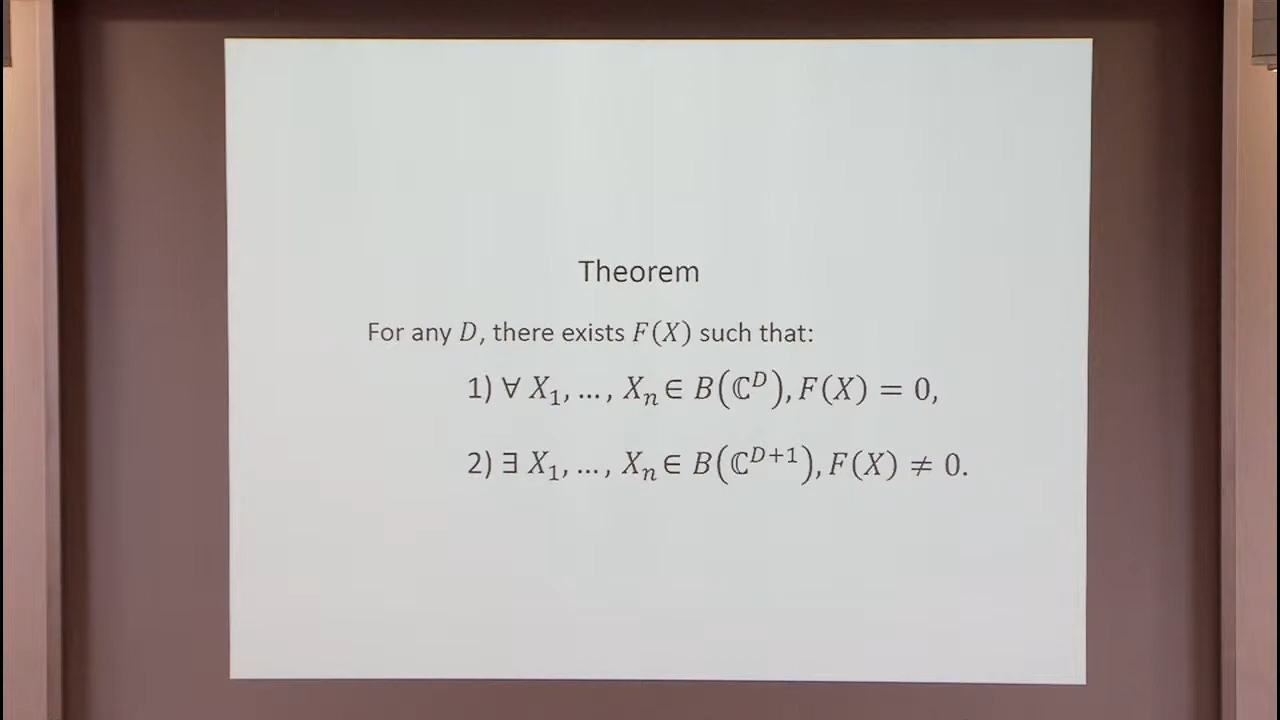 Theorem
For any D, there exists F(X) such that:
1) ∀ X₁, …, Xₙ ∈ B(ℂᴰ), F(X) = 0,
2) ∃ X₁, …, Xₙ ∈ B(ℂᴰ⁺¹), F(X) ≠ 0.